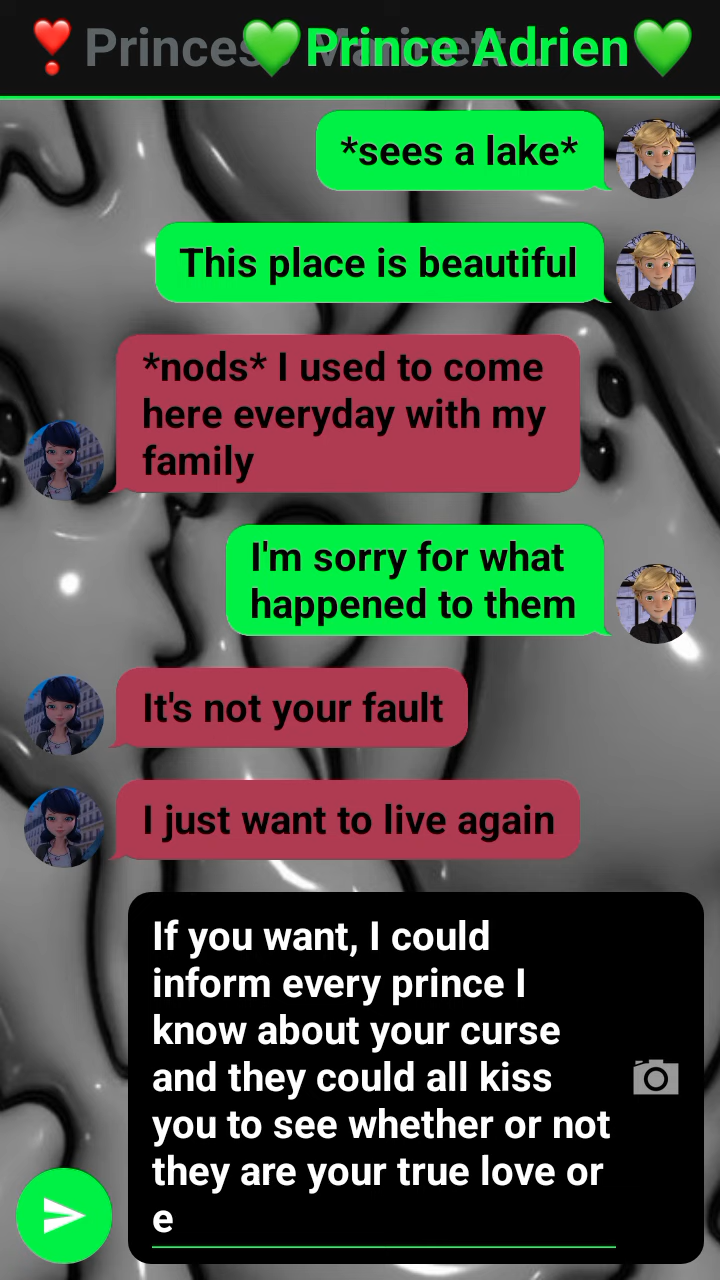 ❣Princess Marinette 💚Prince Adrien💚
*sees a lake*
This place is beautiful
*nods* I used to come
here everyday with my
family
I'm sorry for what
happened to them
It's not your fault
I just want to live again
If you want, I could
inform every prince I
know about your curse
and they could all kiss
you to see whether or not
they are your true love or
e